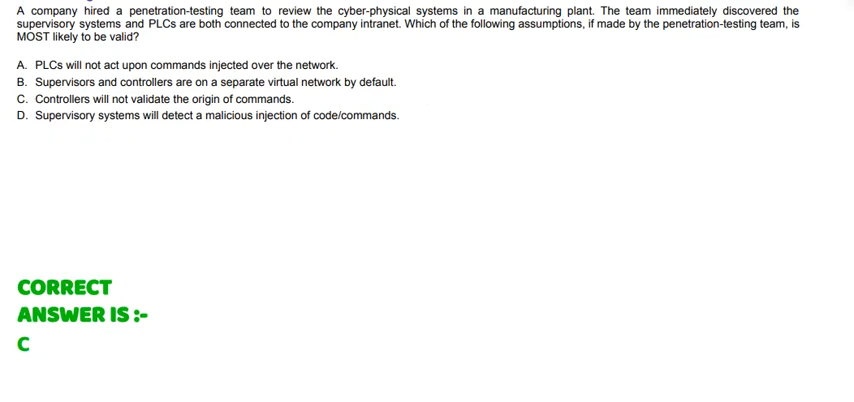 A company hired a penetration-testing team to review the cyber-physical systems in a manufacturing plant. The team immediately discovered the
supervisory systems and PLCs are both connected to the company intranet. Which of the following assumptions, if made by the penetration-testing team, is
MOST likely to be valid?
A. PLCs will not act upon commands injected over the network.
B. Supervisors and controllers are on a separate virtual network by default.
C. Controllers will not validate the origin of commands.
D. Supervisory systems will detect a malicious injection of code/commands.
CORRECT
ANSWER IS :-
C